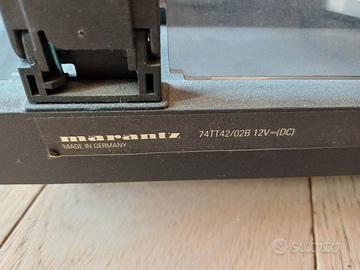 marantz 74TT42/02B 12V⎓(DC)
MADE IN GERMANY
subito